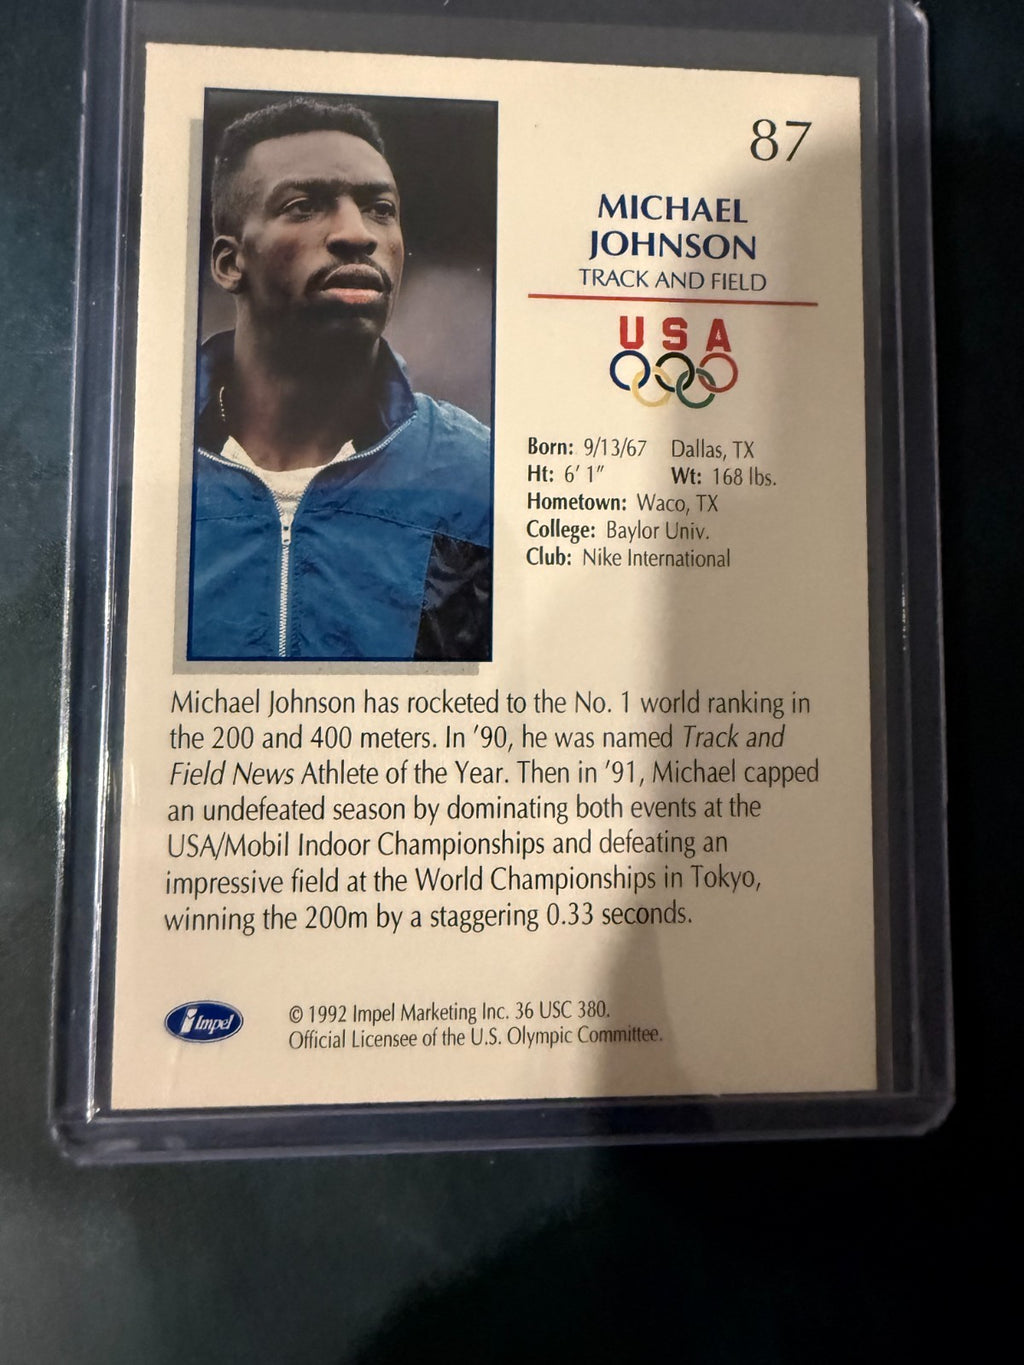 87
MICHAEL
JOHNSON
TRACK AND FIELD
USA
Born: 9/13/67 Dallas, TX
Ht: 6' 1" Wt: 168 lbs.
Hometown: Waco, TX
College: Baylor Univ.
Club: Nike International
Michael Johnson has rocketed to the No. 1 world ranking in
the 200 and 400 meters. In '90, he was named Track and
Field News Athlete of the Year. Then in '91, Michael capped
an undefeated season by dominating both events at the
USA/Mobil Indoor Championships and defeating an
impressive field at the World Championships in Tokyo,
winning the 200m by a staggering 0.33 seconds.
Impel
© 1992 Impel Marketing Inc. 36 USC 380.
Official Licensee of the U.S. Olympic Committee.